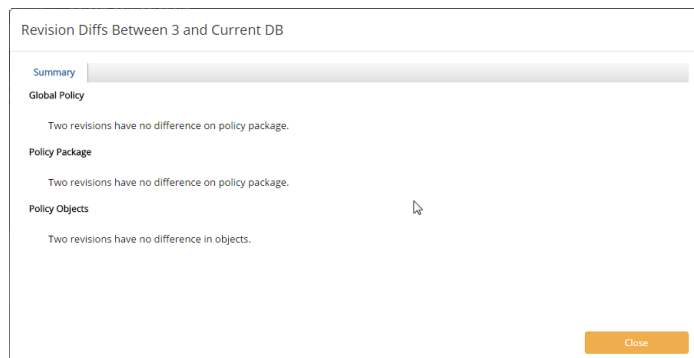 Revision Diffs Between 3 and Current DB
Summary
Global Policy
Two revisions have no difference on policy package.
Policy Package
Two revisions have no difference on policy package.
Policy Objects
Two revisions have no difference in objects.
Close